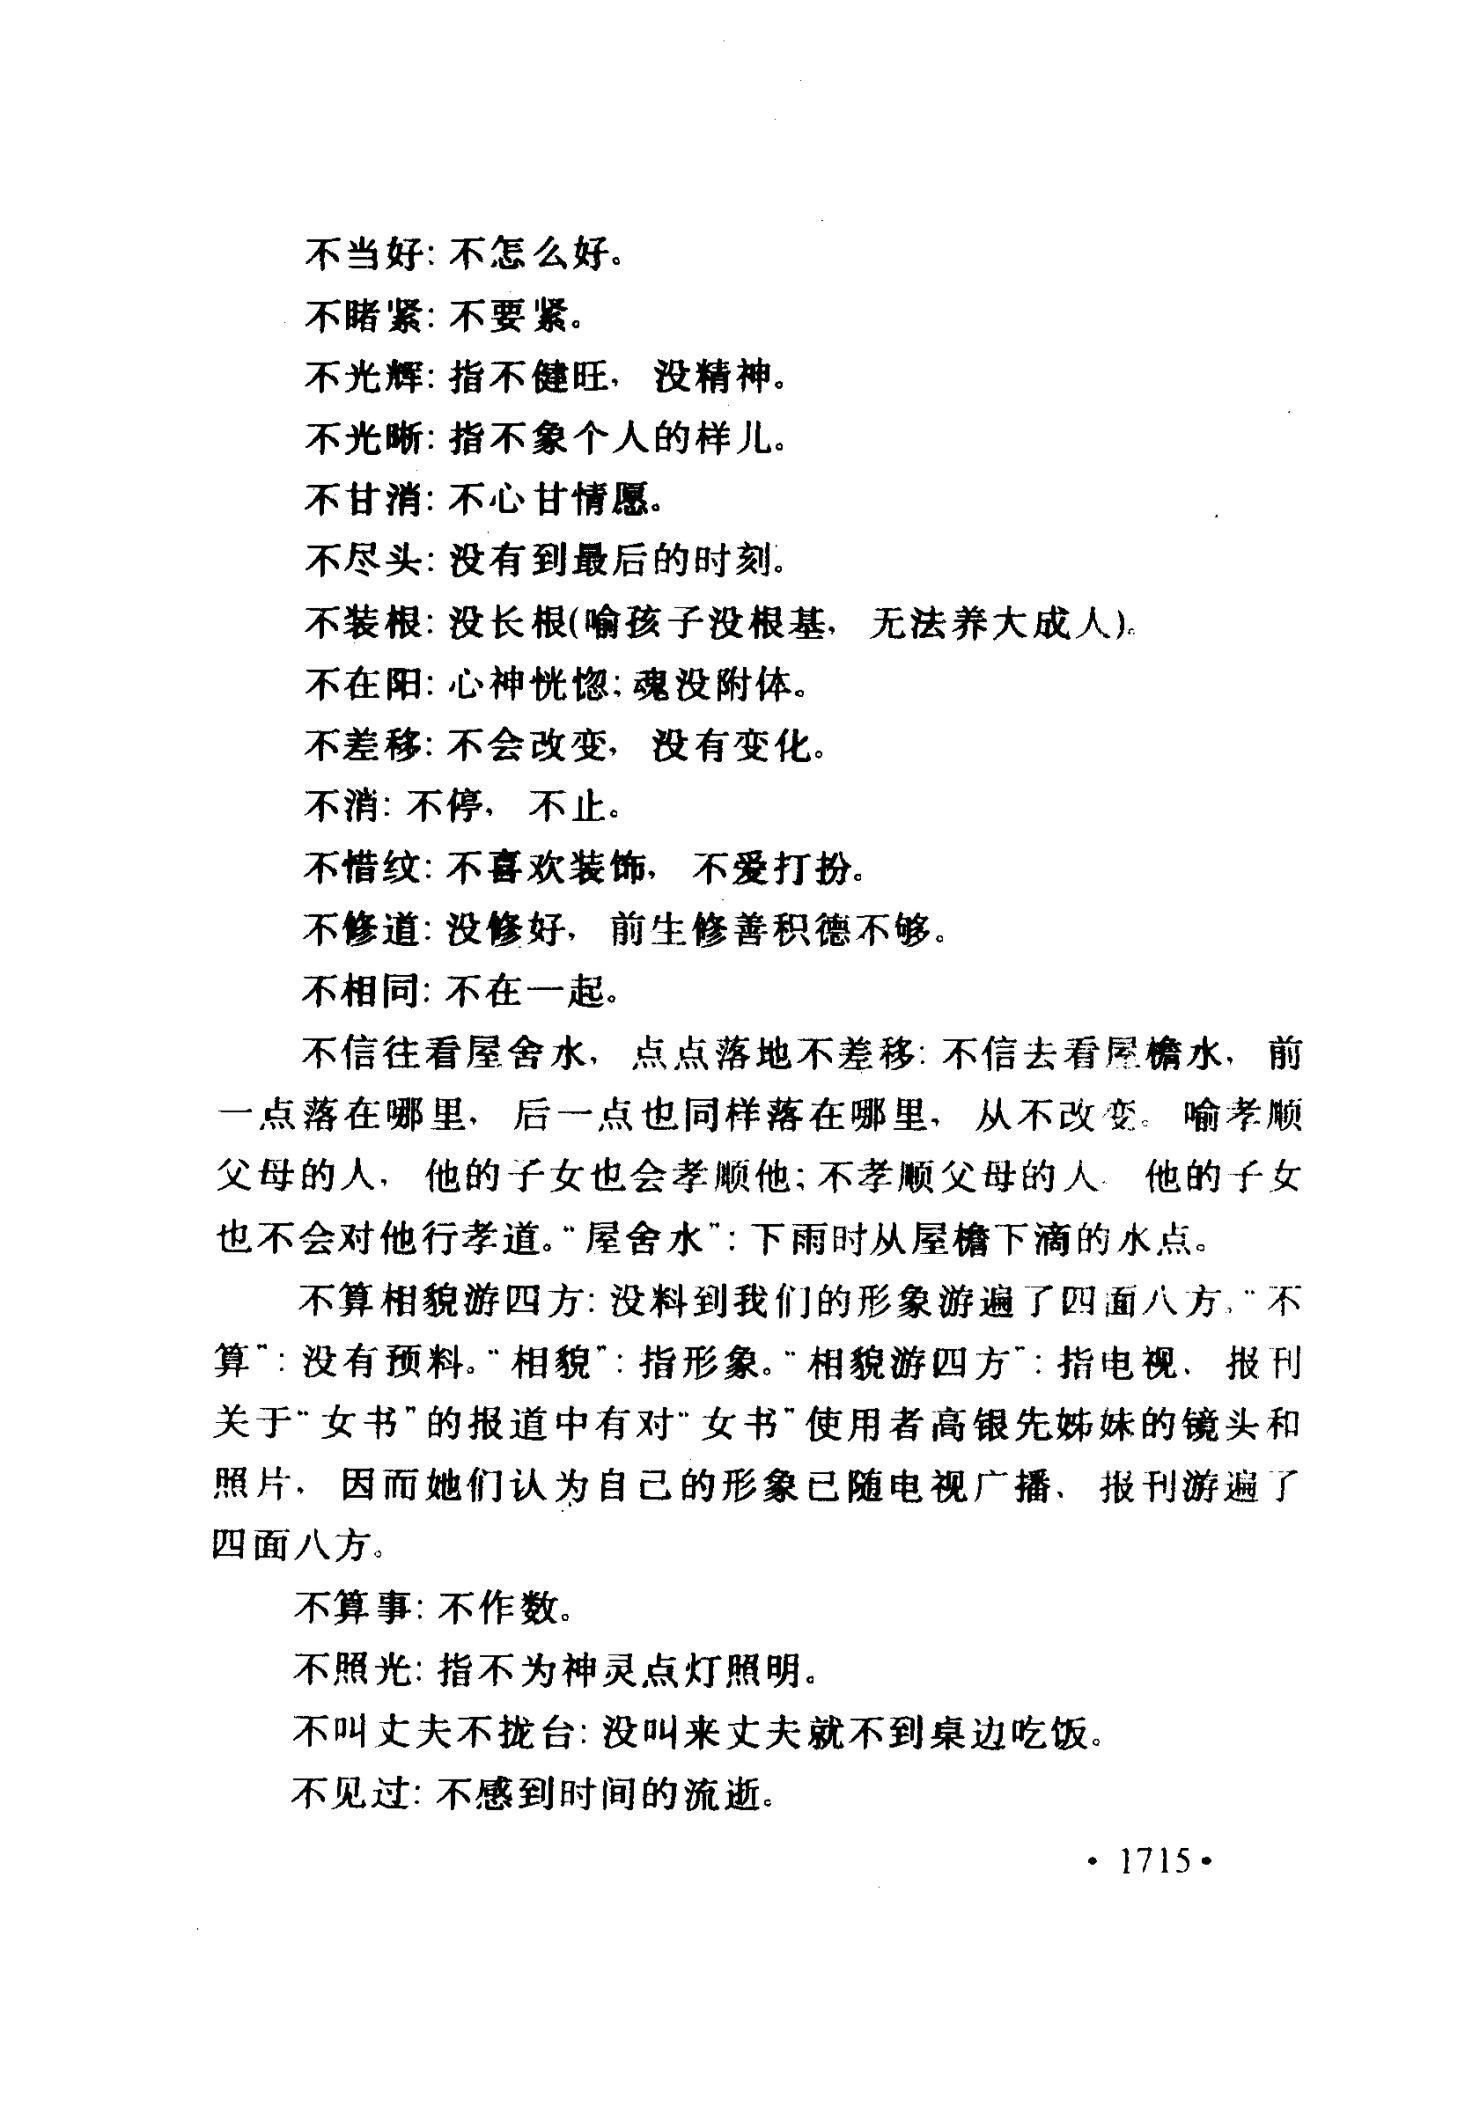 不当好：不怎么好。
不睹紧：不要紧。
不光辉：指不健旺，没精神。
不光晰：指不象个人的样儿。
不甘消：不心甘情愿。
不尽头：没有到最后的时刻。
不装根：没长根(喻孩子没根基，无法养大成人)。
不在阳：心神恍惚；魂没附体。
不差移：不会改变，没有变化。
不消：不停，不止。
不惜纹：不喜欢装饰，不爱打扮。
不修道：没修好，前生修善积德不够。
不相同：不在一起。
不信往看屋舍水，点点落地不差移：不信去看屋檐水，前
一点落在哪里，后一点也同样落在哪里，从不改变。喻孝顺
父母的人，他的子女也会孝顺他；不孝顺父母的人，他的子女
也不会对他行孝道。“屋舍水”：下雨时从屋檐下滴的水点。
不算相貌游四方：没料到我们的形象游遍了四面八方。“不
算”：没有预料。“相貌”：指形象。“相貌游四方”：指电视、报刊
关于“女书”的报道中有对“女书”使用者高银先姊妹的镜头和
照片，因而她们认为自己的形象已随电视广播、报刊游遍了
四面八方。
不算事：不作数。
不照光：指不为神灵点灯照明。
不叫丈夫不拢台：没叫来丈夫就不到桌边吃饭。
不见过：不感到时间的流逝。
·1715·